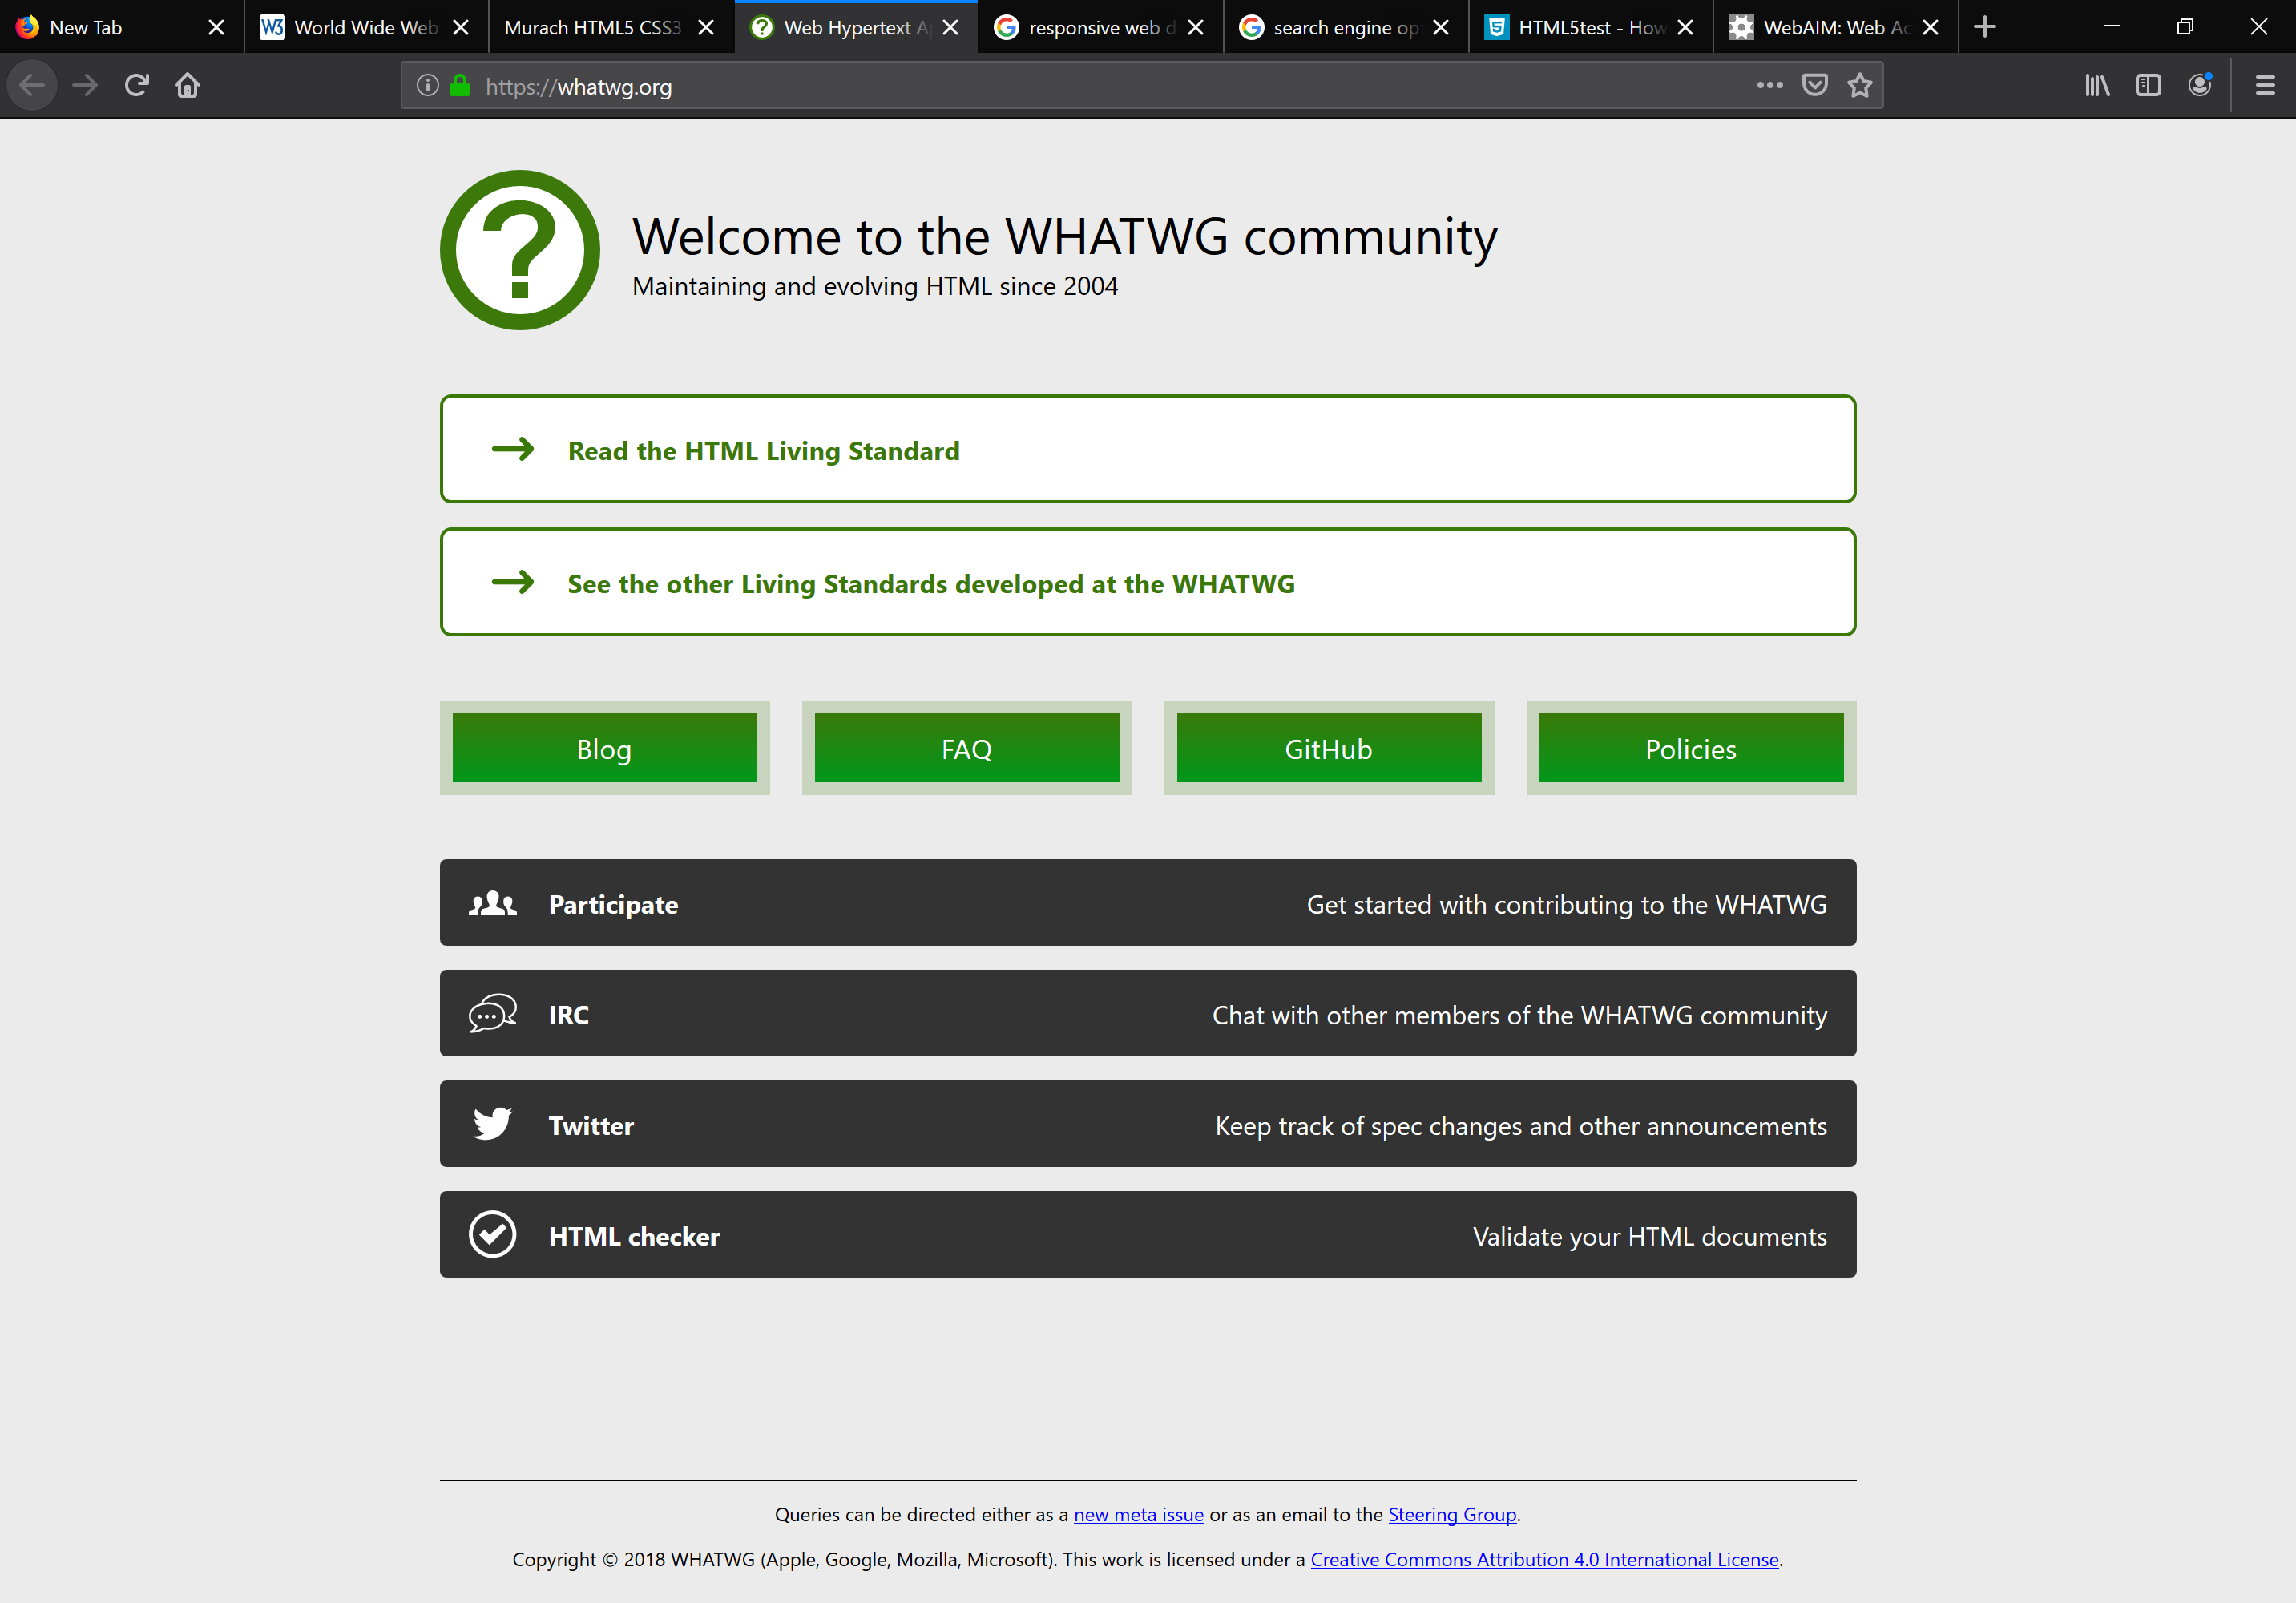 New Tab
World Wide Web
Murach HTML5 CSS3
Web Hypertext
responsive web
search engine
HTML5test - How
WebAIM: Web
https://whatwg.org
?
Welcome to the WHATWG community
Maintaining and evolving HTML since 2004
Read the HTML Living Standard
See the other Living Standards developed at the WHATWG
Blog FAQ GitHub Policies
Participate Get started with contributing to the WHATWG
IRC Chat with other members of the WHATWG community
Twitter Keep track of spec changes and other announcements
HTML checker Validate your HTML documents
Queries can be directed either as a new meta issue or as an email to the Steering Group.
Copyright © 2018 WHATWG (Apple, Google, Mozilla, Microsoft). This work is licensed under a Creative Commons Attribution 4.0 International License.